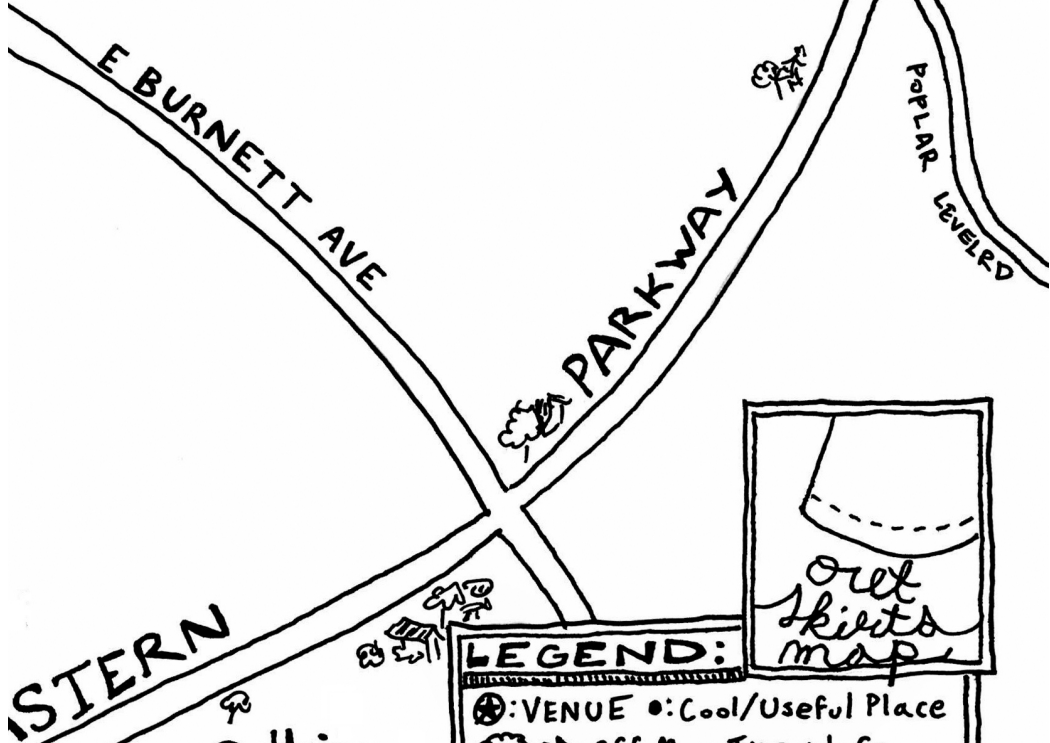 E BURNETT AVE
PARKWAY
POPLAR LEVEL RD
out
skirts
map
STERN
LEGEND:
:VENUE •:Cool/Useful Place